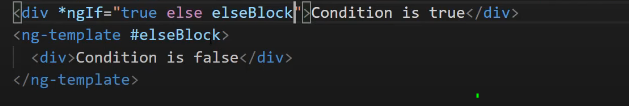 <div *ngIf="true else elseBlock">Condition is true</div>
<ng-template #elseBlock>
  <div>Condition is false</div>
</ng-template>